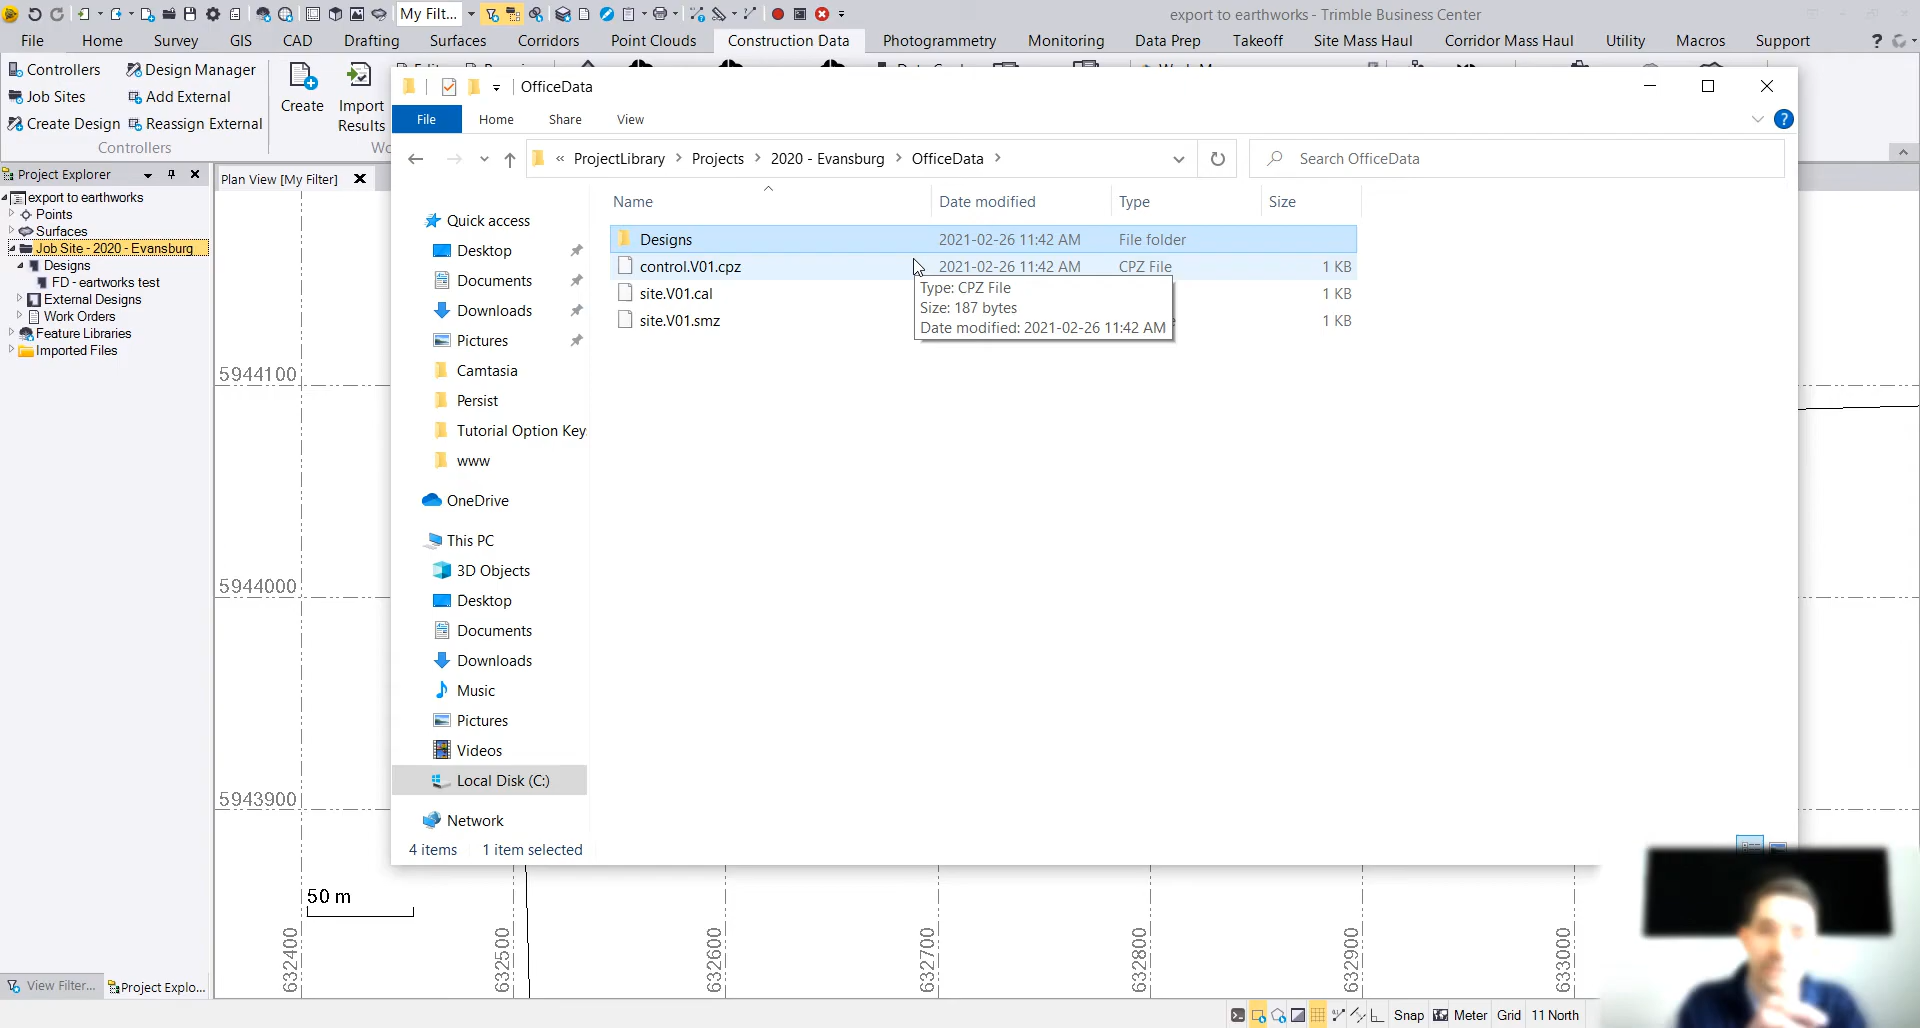 My Filt...
export to earthworks - Trimble Business Center
File Home Survey GIS CAD Drafting Surfaces Corridors Point Clouds Construction Data Photogrammetry Monitoring Data Prep Takeoff Site Mass Haul Corridor Mass Haul Utility Macros Support
Controllers Design Manager
Job Sites Add External
Create Design Reassign External
Controllers
Create
Import
Results
Project Explorer
export to earthworks
Points
Surfaces
Job Site - 2020 - Evansburg
Designs
FD - eartworks test
External Designs
Work Orders
Feature Libraries
Imported Files
Plan View [My Filter]
OfficeData
File Home Share View
« ProjectLibrary > Projects > 2020 - Evansburg > OfficeData >
Search OfficeData
Quick access
Desktop
Documents
Downloads
Pictures
Camtasia
Persist
Tutorial Option Key
www
OneDrive
This PC
3D Objects
Desktop
Documents
Downloads
Music
Pictures
Videos
Local Disk (C:)
Network
Name Date modified Type Size
Designs 2021-02-26 11:42 AM File folder
control.V01.cpz 2021-02-26 11:42 AM CPZ File 1 KB
site.V01.cal 1 KB
site.V01.smz 1 KB
Type: CPZ File
Size: 187 bytes
Date modified: 2021-02-26 11:42 AM
4 items 1 item selected
5944100
5944000
5943900
50 m
632400
632500
632600
632700
632800
632900
633000
View Filter... Project Explo...
Snap Meter Grid 11 North